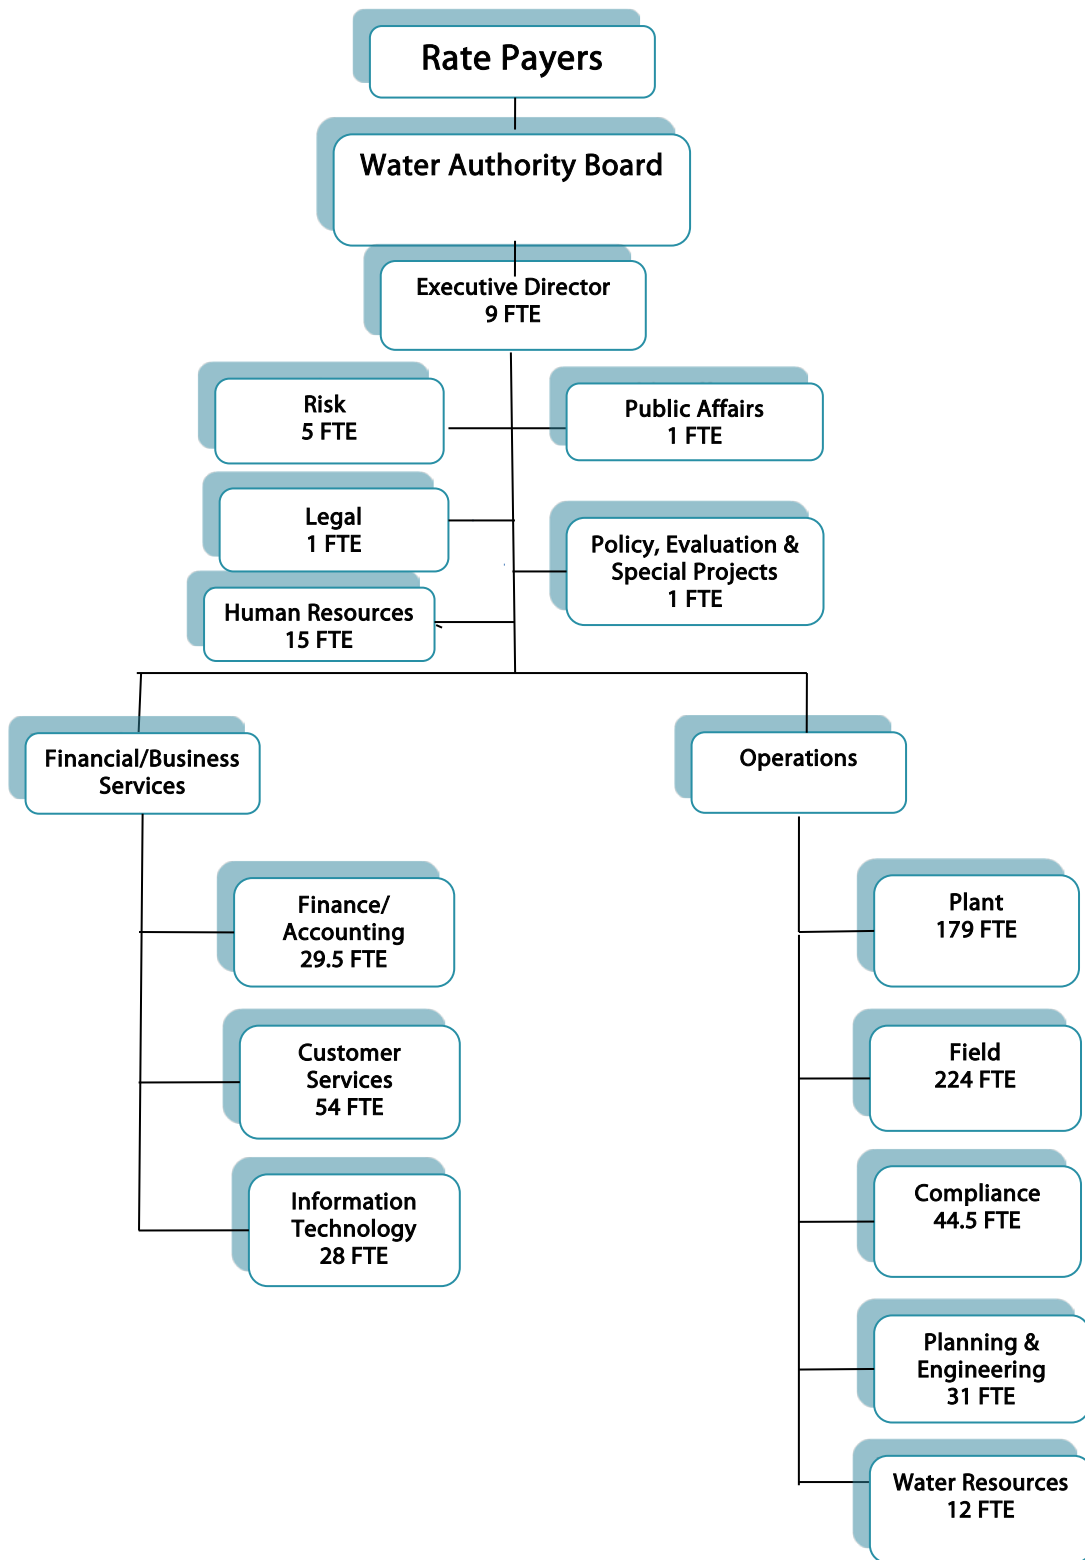 Rate Payers
Water Authority Board
Executive Director
9 FTE
Risk
5 FTE
Public Affairs
1 FTE
Legal
1 FTE
Policy, Evaluation &
Special Projects
1 FTE
Human Resources
15 FTE
Financial/Business
Services
Operations
Finance/
Accounting
29.5 FTE
Customer
Services
54 FTE
Information
Technology
28 FTE
Plant
179 FTE
Field
224 FTE
Compliance
44.5 FTE
Planning &
Engineering
31 FTE
Water Resources
12 FTE